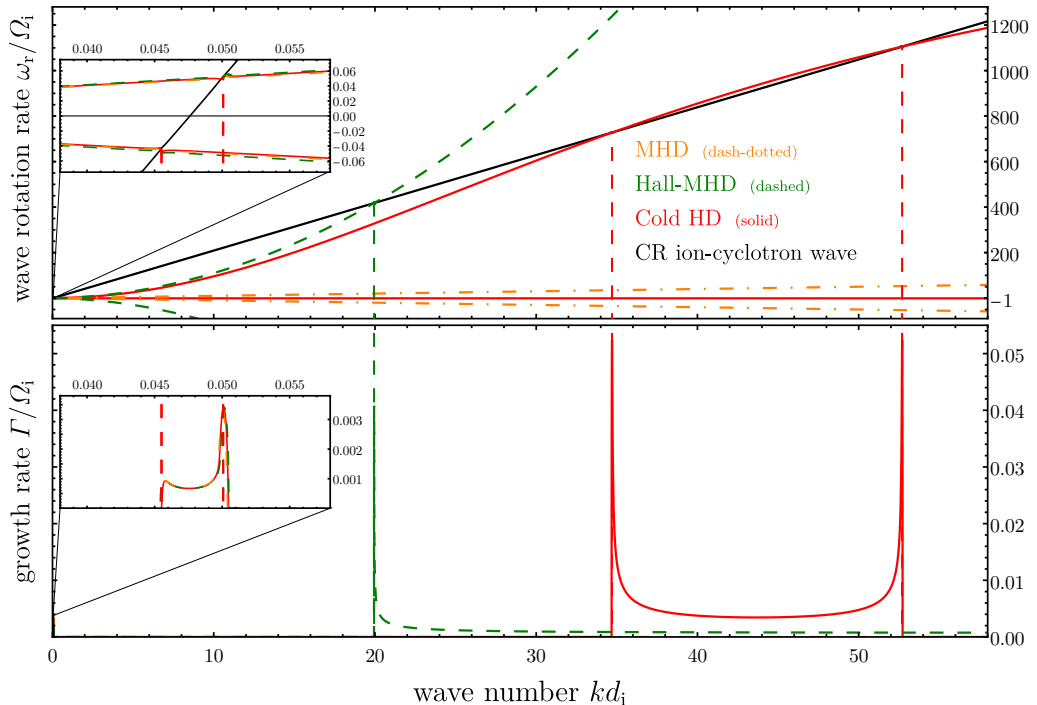 wave rotation rate ωr/Ωi
0.040 0.045 0.050 0.055
0.06
0.04
0.02
0.00
−0.02
−0.04
−0.06
1200
1000
800
600
400
200
−1
MHD (dash-dotted)
Hall-MHD (dashed)
Cold HD (solid)
CR ion-cyclotron wave
growth rate Γ/Ωi
0.040 0.045 0.050 0.055
0.003
0.002
0.001
0.05
0.04
0.03
0.02
0.01
0.00
0 10 20 30 40 50
wave number kdi